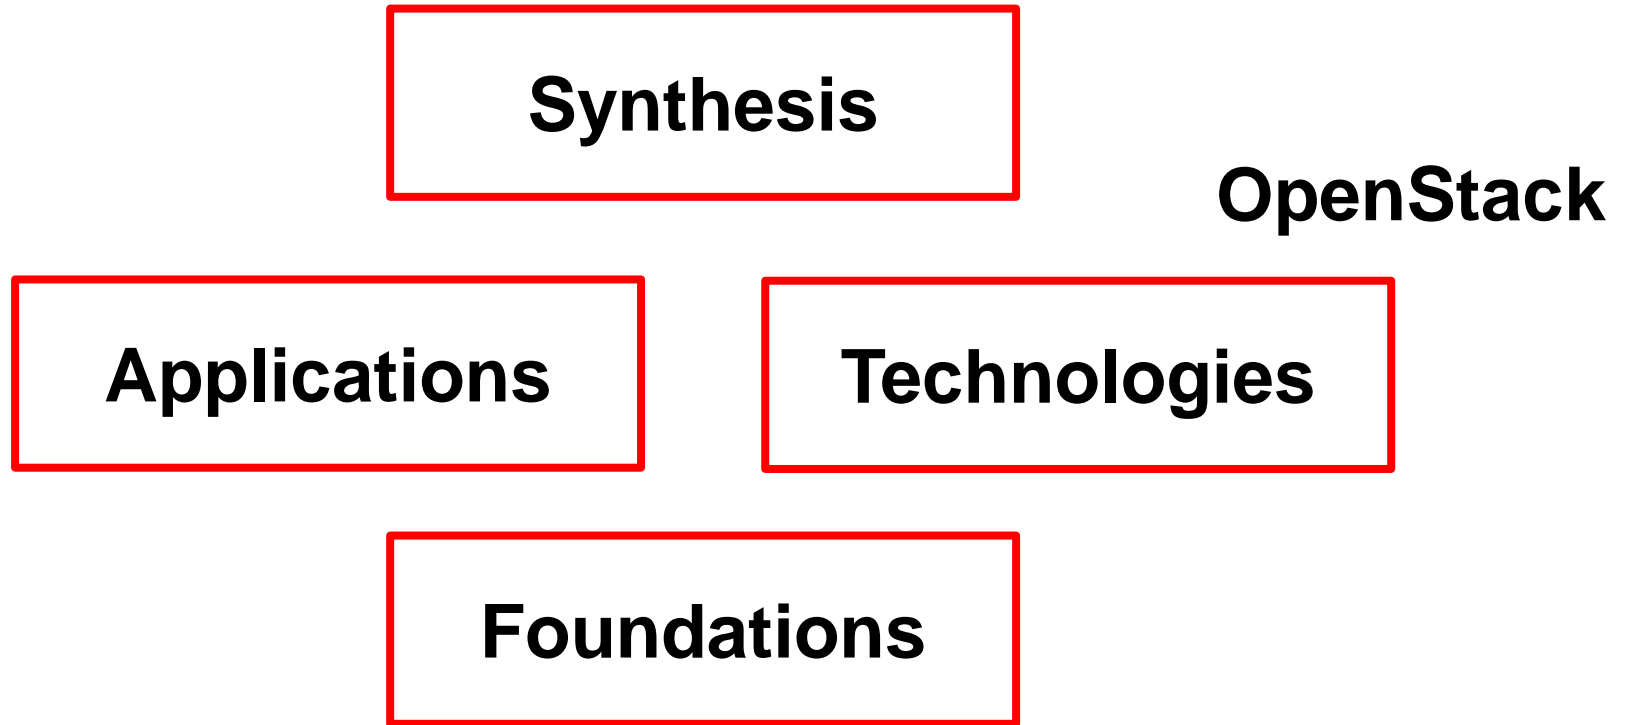 Synthesis
OpenStack
Applications
Technologies
Foundations